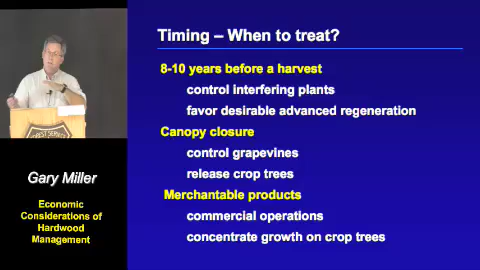 Timing – When to treat?
8-10 years before a harvest
control interfering plants
favor desirable advanced regeneration
Canopy closure
control grapevines
release crop trees
Merchantable products
commercial operations
concentrate growth on crop trees
Gary Miller
Economic
Considerations of
Hardwood
Management